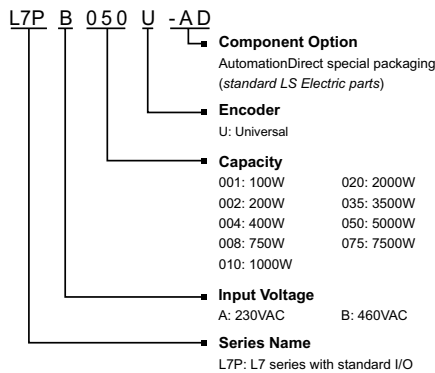 L7P B 050 U -AD
Component Option
AutomationDirect special packaging
(standard LS Electric parts)
Encoder
U: Universal
Capacity
001: 100W 020: 2000W
002: 200W 035: 3500W
004: 400W 050: 5000W
008: 750W 075: 7500W
010: 1000W
Input Voltage
A: 230VAC B: 460VAC
Series Name
L7P: L7 series with standard I/O